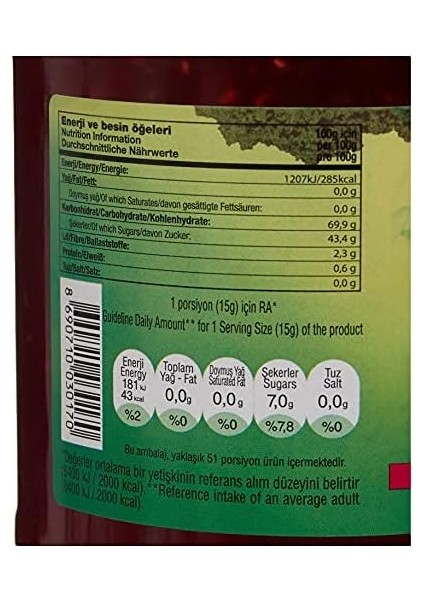 Enerji ve besin öğeleri
Nutrition Information
Durchschnittliche Nährwerte
100g için
per 100g
pro 100g
Enerji/Energy/Energie: 1207kJ/285kcal
Yağ/Fat/Fett: 0,0 g
Doymuş yağ/Of which Saturates/davon gesättigte Fettsäuren: 0,0 g
Karbonhidrat/Carbohydrate/Kohlenhydrate: 69,9 g
Şekerler/Of which Sugars/davon Zucker: 43,4 g
Lif/Fibre/Ballaststoffe: 2,3 g
Protein/Eiweiß: 0,6 g
Tuz/Salt/Salz: 0,0 g
8 690710 030170
1 porsiyon (15g) için RA*
Guideline Daily Amount** for 1 Serving Size (15g) of the product
Enerji
Energy
181 kJ
43 kcal
%2
Toplam
Yağ - Fat
0,0g
%0
Doymuş Yağ
Saturated Fat
0,0 g
%0
Şekerler
Sugars
7,0g
%7,8
Tuz
Salt
0,0g
%0
Bu ambalaj, yaklaşık 51 porsiyon ürün içermektedir.
*Değerler ortalama bir yetişkinin referans alım düzeyini belirtir
(8400 kJ / 2000 kcal). **Reference intake of an average adult
(8400 kJ / 2000 kcal).